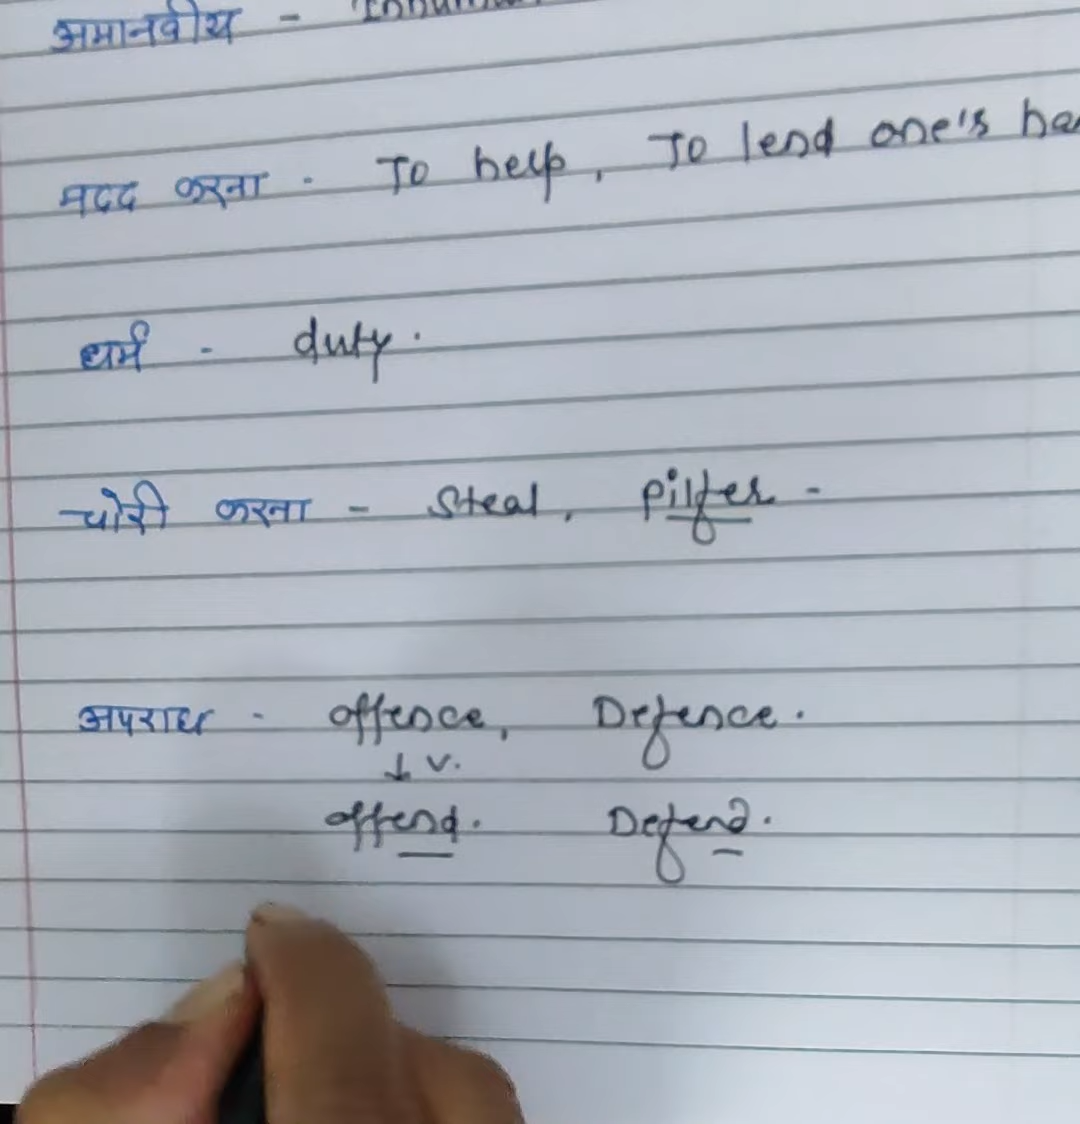 अमानवीय -
मदद करना - To help, To lend one's
धर्म - duty.
चोरी करना - Steal, Pilfer -
अपराध - offence, Defence.
↓ v.
offend. Defend.